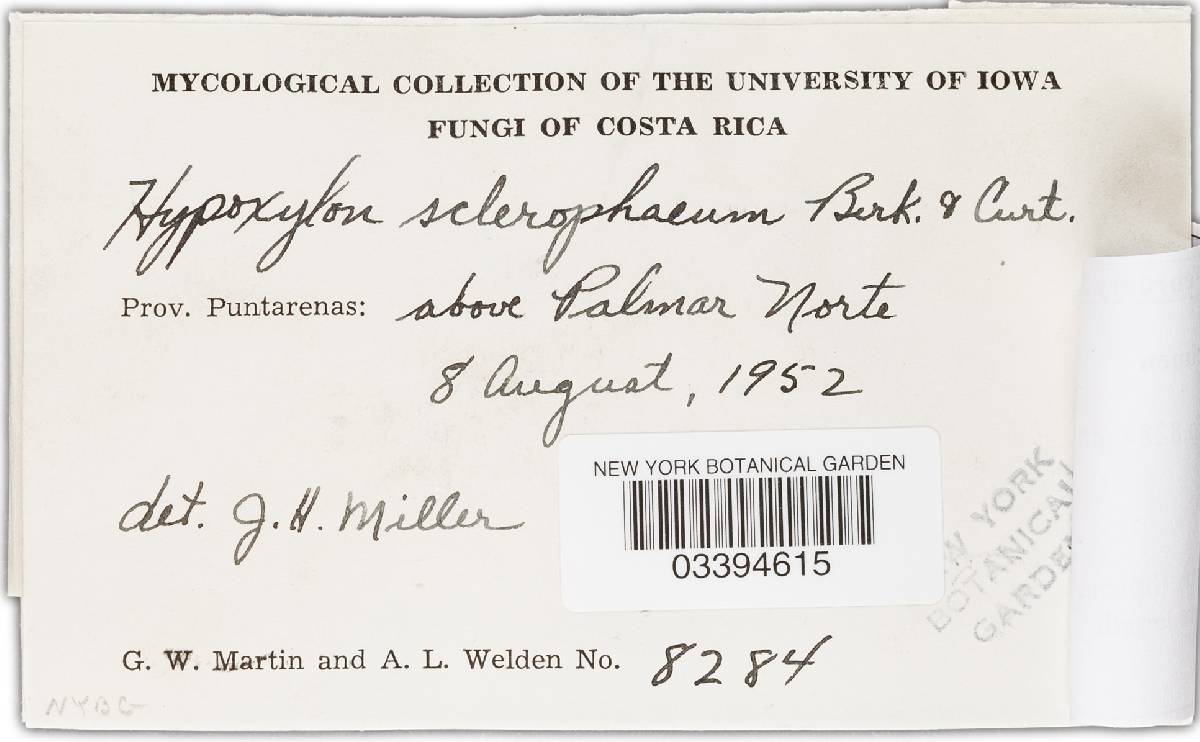 MYCOLOGICAL COLLECTION OF THE UNIVERSITY OF IOWA
FUNGI OF COSTA RICA
Hypoxylon sclerophaeum Berk. & Curt.
Prov. Puntarenas: above Palmar Norte
8 August, 1952
det. J. H. Miller
NEW YORK BOTANICAL GARDEN
03394615
YORK
BOTANICAL
GARDEN
G. W. Martin and A. L. Welden No. 8284
NYBG